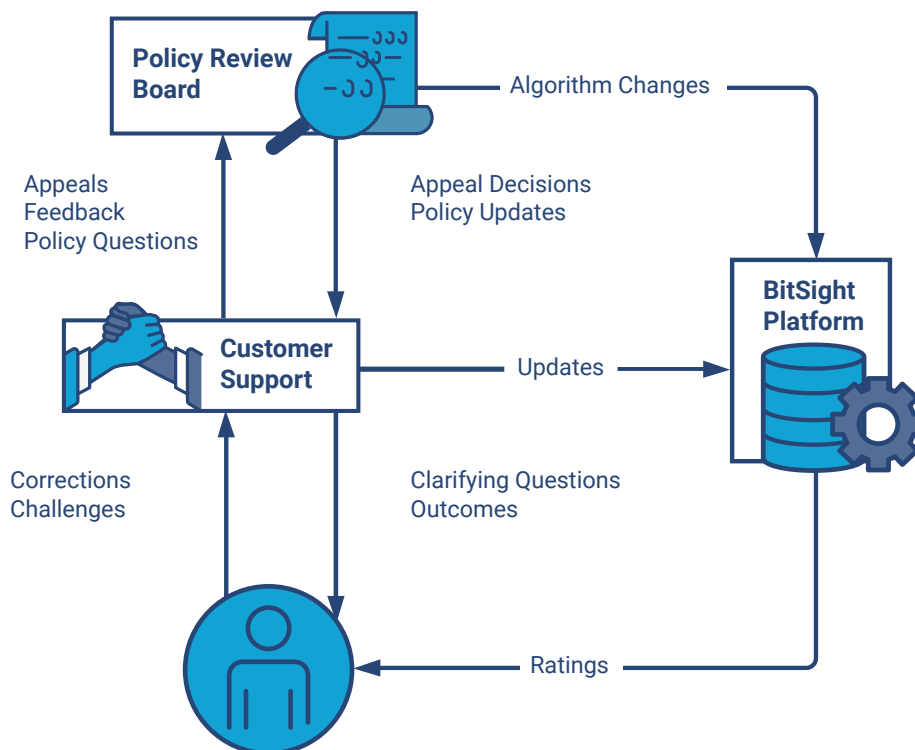 Policy Review
Board
Algorithm Changes
Appeals
Feedback
Policy Questions
Appeal Decisions
Policy Updates
BitSight
Platform
Customer
Support
Updates
Corrections
Challenges
Clarifying Questions
Outcomes
Ratings